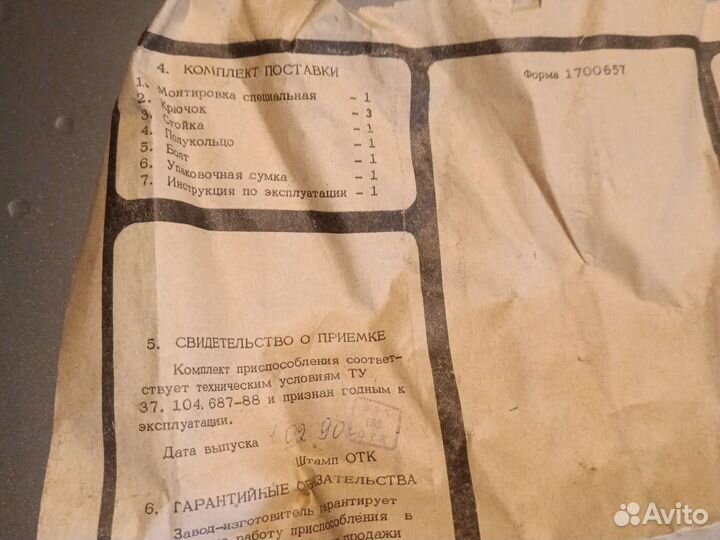 4. КОМПЛЕКТ ПОСТАВКИ
1. Монтировка специальная - 1
2. Крючок - 3
3. Стойка - 1
4. Полукольцо - 1
5. Болт - 1
6. Упаковочная сумка - 1
7. Инструкция по эксплуатации - 1
Форма 1700657
5. СВИДЕТЕЛЬСТВО О ПРИЕМКЕ
Комплект приспособления соответ-
ствует техническим условиям ТУ
37.104.687-88 и признан годным к
эксплуатации.
Дата выпуска 02.90
Штамп ОТК
6. ГАРАНТИЙНЫЕ ОБЯЗАТЕЛЬСТВА
Завод-изготовитель гарантирует
работу приспособления в
продажи
Avito